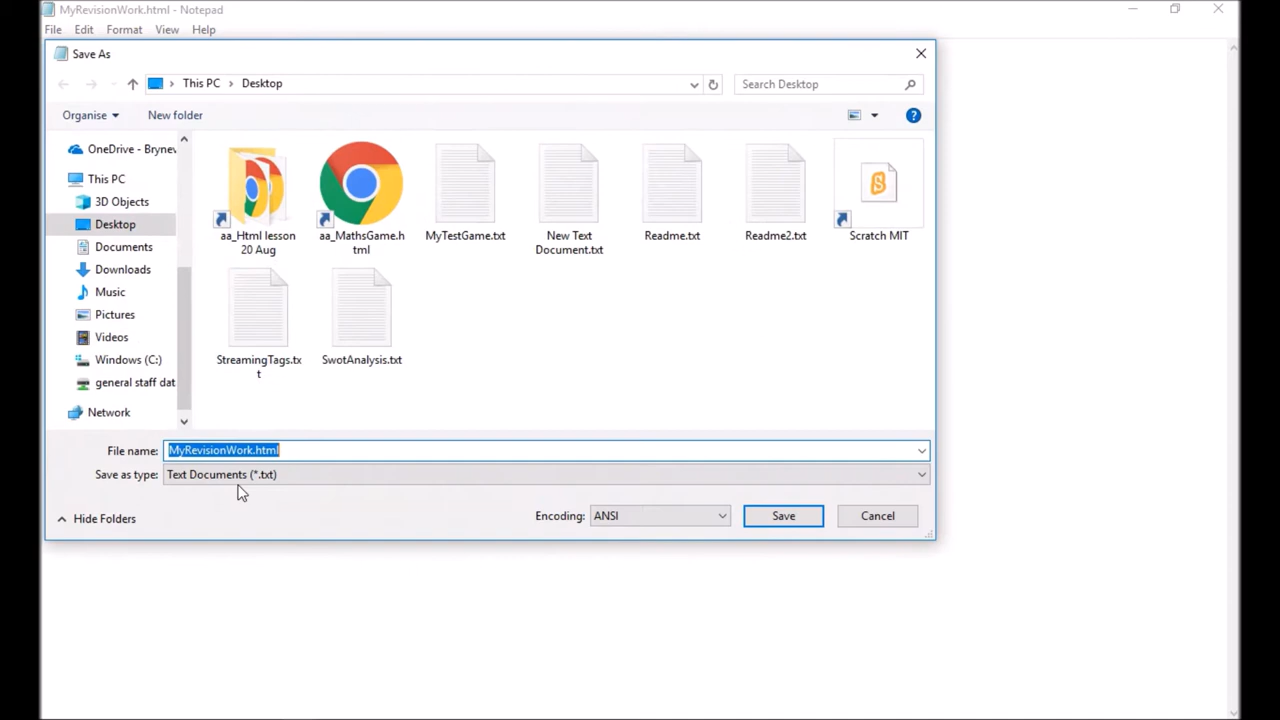 MyRevisionWork.html - Notepad
File Edit Format View Help
Save As
This PC Desktop
Search Desktop
Organise New folder
OneDrive - Brynev
This PC
3D Objects
Desktop
Documents
Downloads
Music
Pictures
Videos
Windows (C:)
general staff dat
Network
aa_Html lesson
20 Aug
aa_MathsGame.h
tml
MyTestGame.txt
New Text
Document.txt
Readme.txt
Readme2.txt
Scratch MIT
StreamingTags.tx
t
SwotAnalysis.txt
File name: MyRevisionWork.html
Save as type: Text Documents (*.txt)
Hide Folders
Encoding: ANSI
Save
Cancel